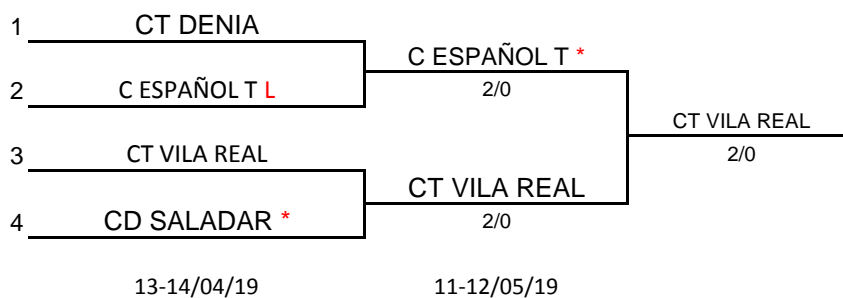 1 CT DENIA
C ESPAÑOL T *
2 C ESPAÑOL T L
2/0
CT VILA REAL
3 CT VILA REAL
2/0
CT VILA REAL
4 CD SALADAR *
2/0
13-14/04/19 11-12/05/19